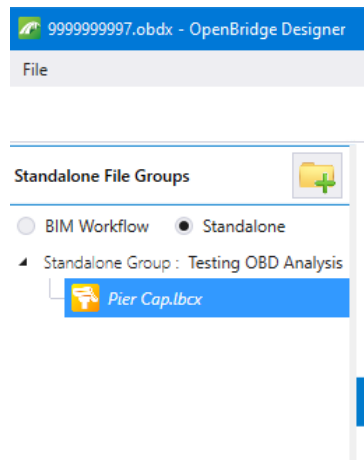 9999999997.obdx - OpenBridge Designer
File
Standalone File Groups
BIM Workflow Standalone
Standalone Group : Testing OBD Analysis
Pier Cap.lbcx